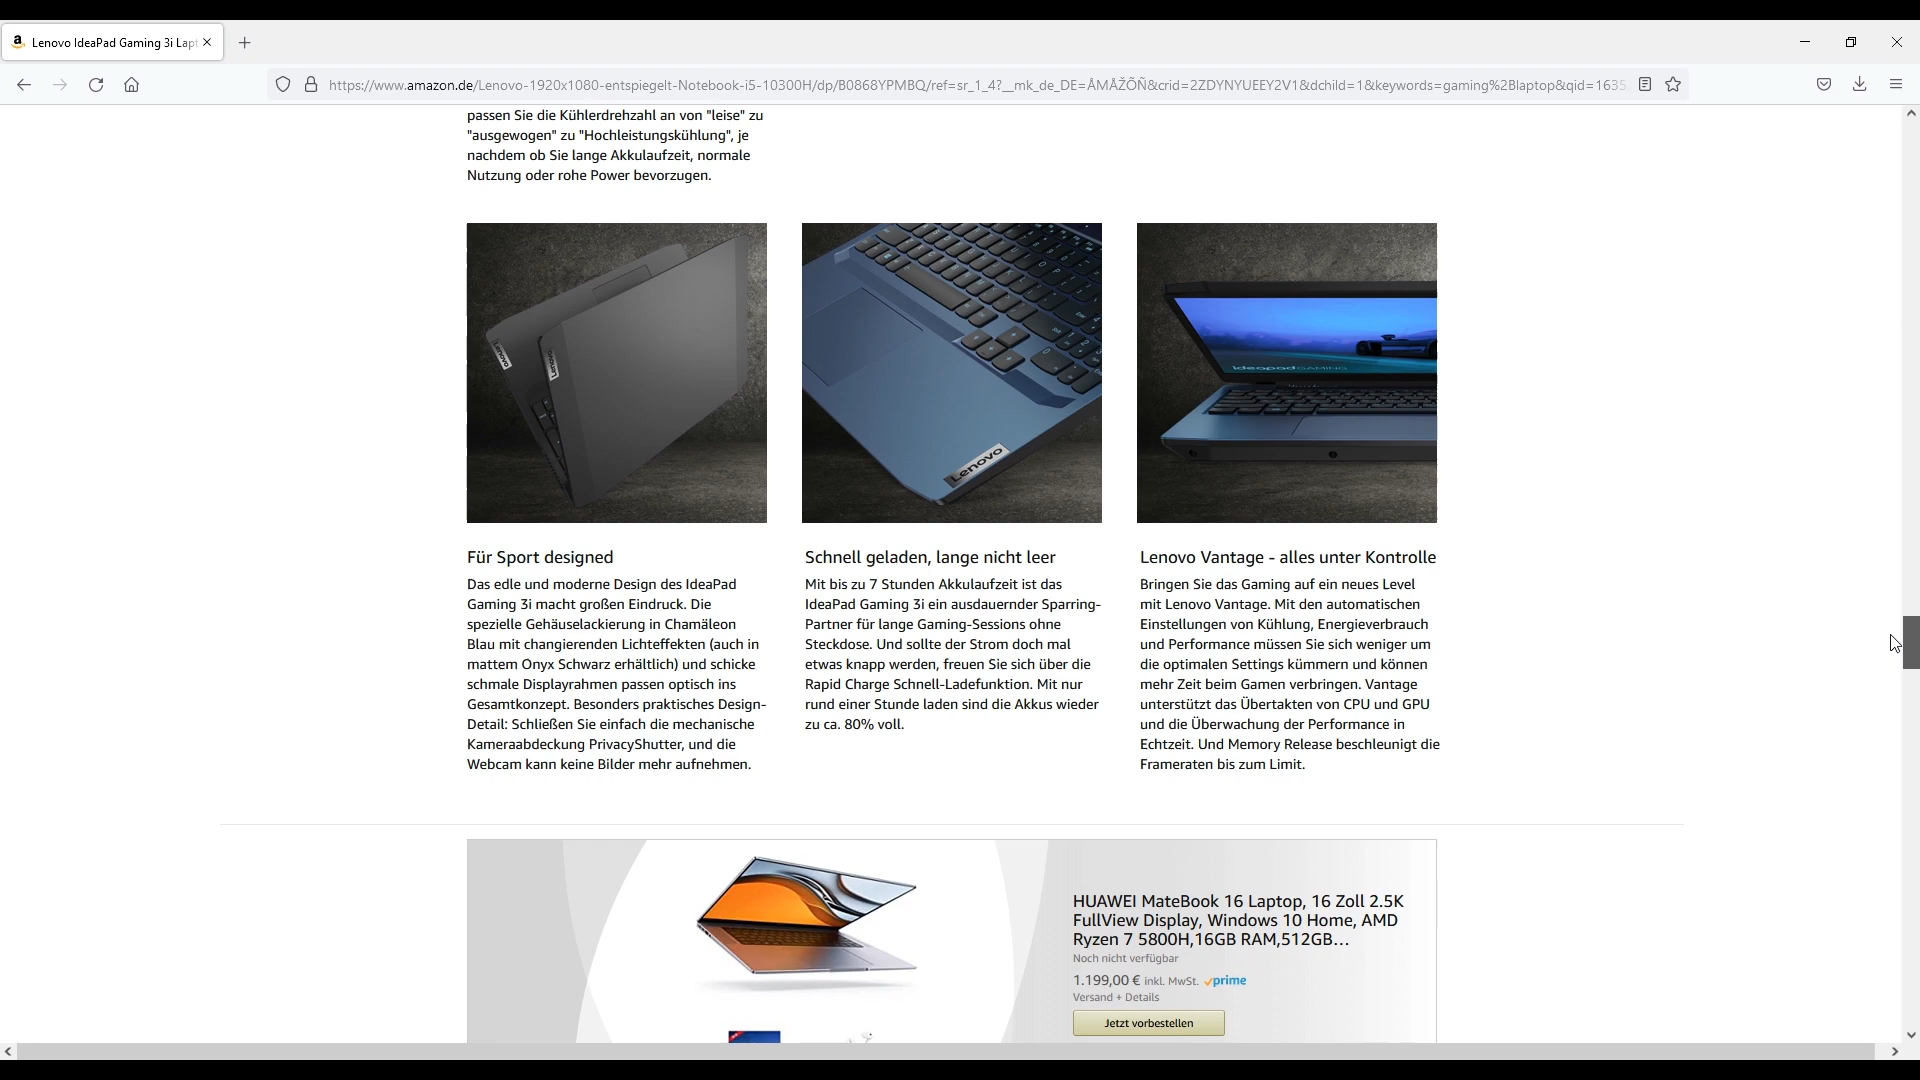 Lenovo IdeaPad Gaming 3i Lapt
https://www.amazon.de/Lenovo-1920x1080-entspiegelt-Notebook-i5-10300H/dp/B0868YPMBQ/ref=sr_1_4?__mk_de_DE=ÅMÅŽÕÑ&crid=2ZDYNYUEEY2V1&dchild=1&keywords=gaming%2Blaptop&qid=1635
passen Sie die Kühlerdrehzahl an von "leise" zu
"ausgewogen" zu "Hochleistungskühlung", je
nachdem ob Sie lange Akkulaufzeit, normale
Nutzung oder rohe Power bevorzugen.
Lenovo
Lenovo
Lenovo
ideapad GAMING
Für Sport designed
Das edle und moderne Design des IdeaPad
Gaming 3i macht großen Eindruck. Die
spezielle Gehäuselackierung in Chamäleon
Blau mit changierenden Lichteffekten (auch in
mattem Onyx Schwarz erhältlich) und schicke
schmale Displayrahmen passen optisch ins
Gesamtkonzept. Besonders praktisches Design-
Detail: Schließen Sie einfach die mechanische
Kameraabdeckung PrivacyShutter, und die
Webcam kann keine Bilder mehr aufnehmen.
Schnell geladen, lange nicht leer
Mit bis zu 7 Stunden Akkulaufzeit ist das
IdeaPad Gaming 3i ein ausdauernder Sparring-
Partner für lange Gaming-Sessions ohne
Steckdose. Und sollte der Strom doch mal
etwas knapp werden, freuen Sie sich über die
Rapid Charge Schnell-Ladefunktion. Mit nur
rund einer Stunde laden sind die Akkus wieder
zu ca. 80% voll.
Lenovo Vantage - alles unter Kontrolle
Bringen Sie das Gaming auf ein neues Level
mit Lenovo Vantage. Mit den automatischen
Einstellungen von Kühlung, Energieverbrauch
und Performance müssen Sie sich weniger um
die optimalen Settings kümmern und können
mehr Zeit beim Gamen verbringen. Vantage
unterstützt das Übertakten von CPU und GPU
und die Überwachung der Performance in
Echtzeit. Und Memory Release beschleunigt die
Frameraten bis zum Limit.
HUAWEI MateBook 16 Laptop, 16 Zoll 2.5K
FullView Display, Windows 10 Home, AMD
Ryzen 7 5800H,16GB RAM,512GB...
Noch nicht verfügbar
1.199,00 € inkl. MwSt. prime
Versand + Details
Jetzt vorbestellen